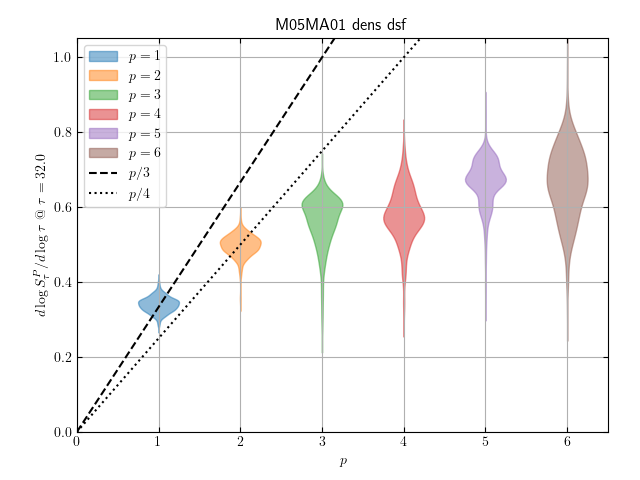 M05MA01 dens dsf
d log S_τ^P / d log τ @ τ = 32.0
1.0
0.8
0.6
0.4
0.2
0.0
p = 1
p = 2
p = 3
p = 4
p = 5
p = 6
p/3
p/4
0 1 2 3 4 5 6
p